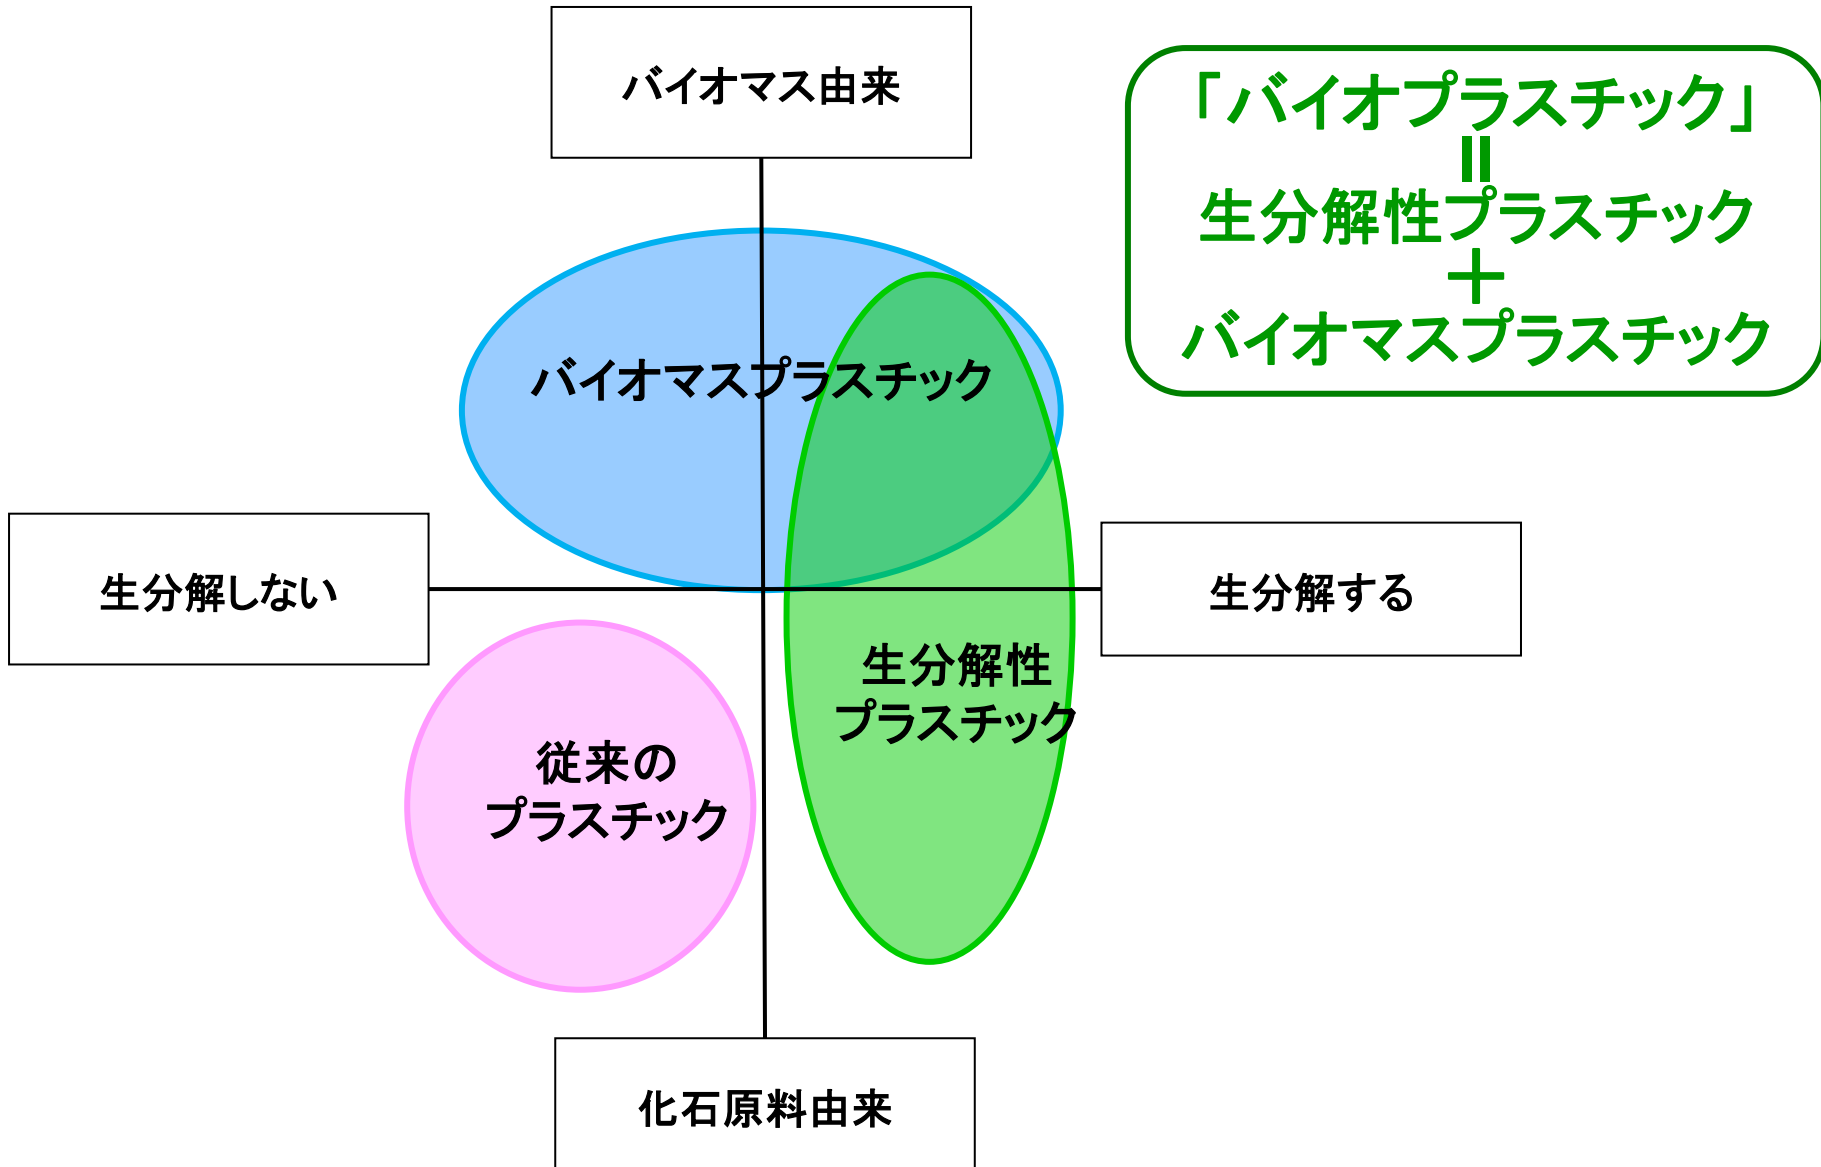 バイオマス由来
「バイオプラスチック」
=
生分解性プラスチック
+
バイオマスプラスチック
バイオマスプラスチック
生分解しない
生分解する
生分解性
プラスチック
従来の
プラスチック
化石原料由来